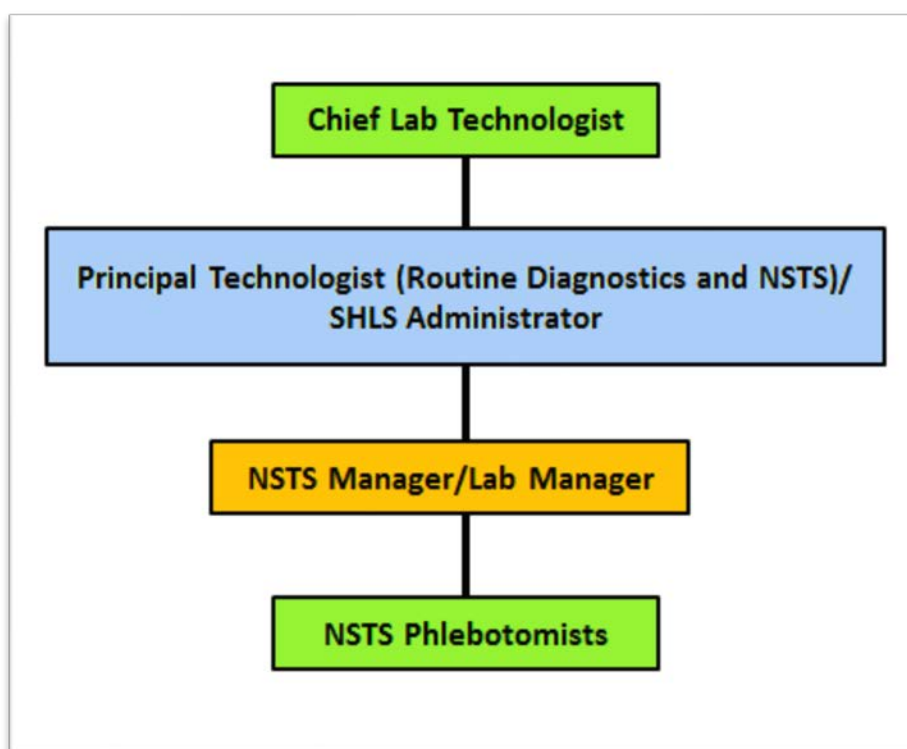 Chief Lab Technologist
Principal Technologist (Routine Diagnostics and NSTS)/
SHLS Administrator
NSTS Manager/Lab Manager
NSTS Phlebotomists